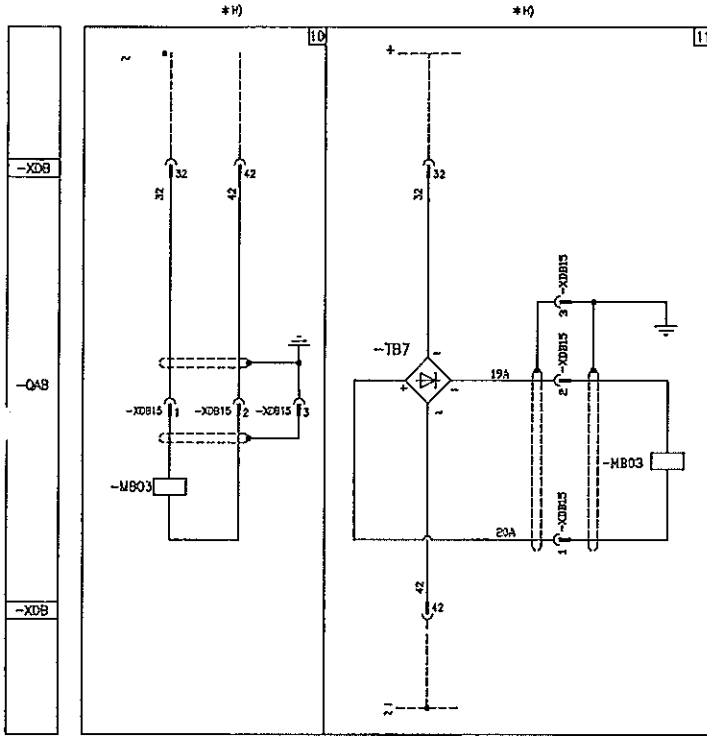 *H)
*H)
10
11
~
+
-XDB
32
42
32
32
42
32
-XDB15
3
-TB7
~
-QAB
+
-
19A
-XDB15
2
-XDB15
1
-XDB15
2
-XDB15
3
~
-MB03
-MB03
20A
-XDB15
1
42
42
-XDB
~